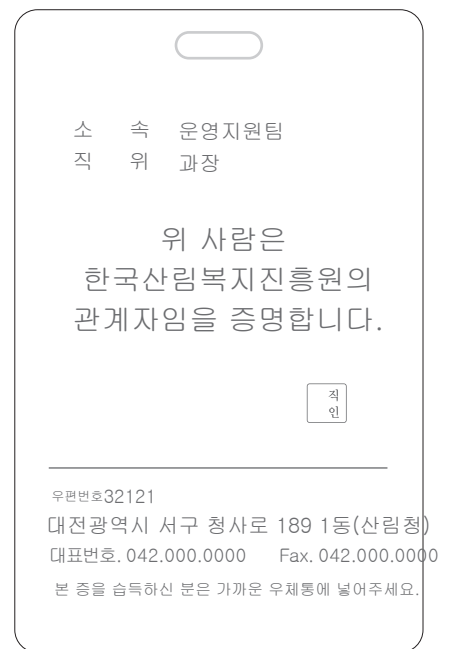 소 속 운영지원팀
직 위 과장
위 사람은
한국산림복지진흥원의
관계자임을 증명합니다.
직
인
우편번호32121
대전광역시 서구 청사로 189 1동(산림청)
대표번호. 042.000.0000 Fax. 042.000.0000
본 증을 습득하신 분은 가까운 우체통에 넣어주세요.